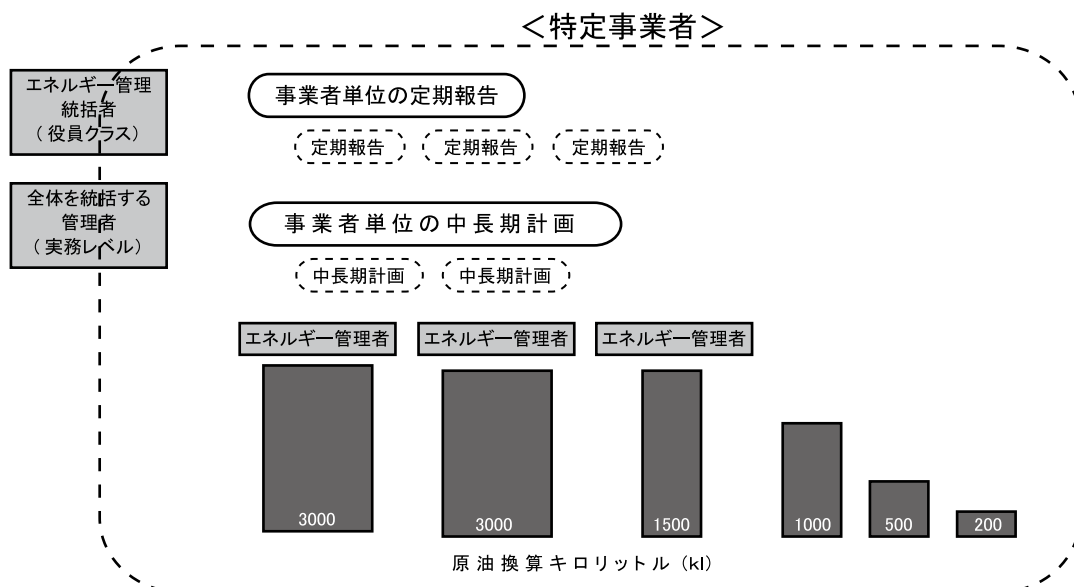 ＜特定事業者＞
エネルギー管理
統括者
（役員クラス）
事業者単位の定期報告
定期報告 定期報告 定期報告
全体を統括する
管理者
（実務レベル）
事業者単位の中長期計画
中長期計画 中長期計画
エネルギー管理者 エネルギー管理者 エネルギー管理者
3000 3000 1500 1000 500 200
原油換算キロリットル（kl）